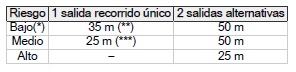 Riesgo 1 salida recorrido único 2 salidas alternativas
Bajo(*) 35 m (**) 50 m
Medio 25 m (***) 50 m
Alto – 25 m